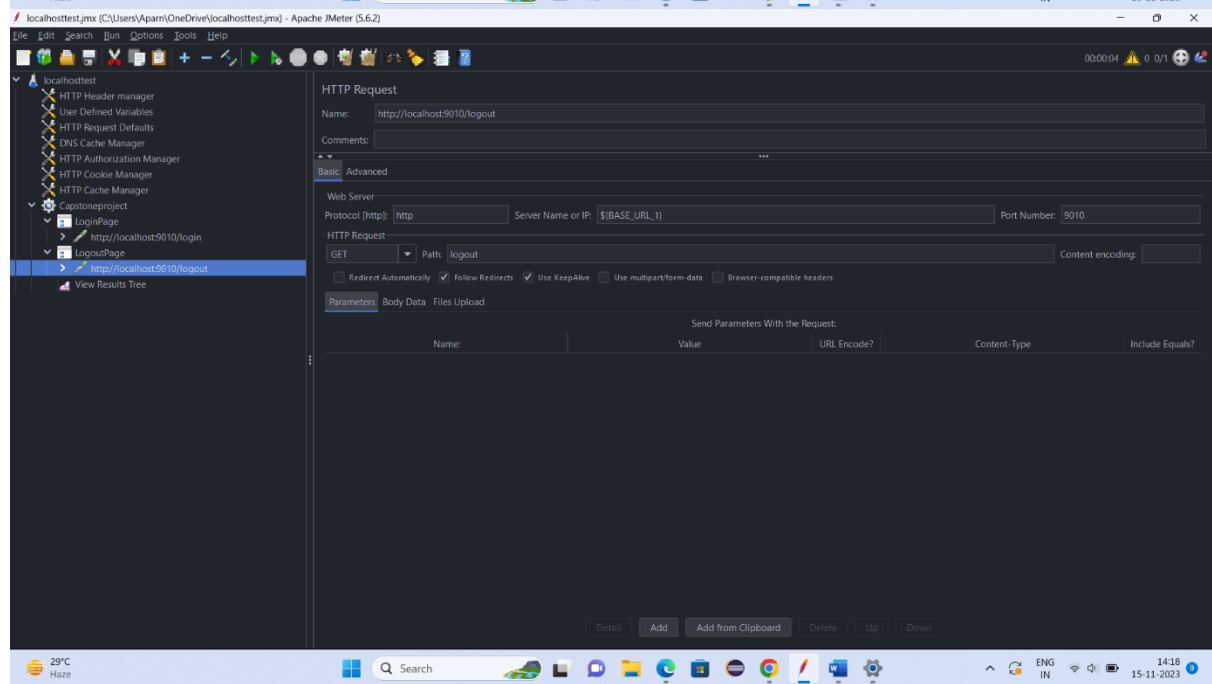 Haze
localhosttest.jmx (C:\Users\Aparn\OneDrive\localhosttest.jmx) - Apache JMeter (5.6.2)
File Edit Search Run Options Tools Help
00:00:04 0 0/1
localhosttest
HTTP Header manager
User Defined Variables
HTTP Request Defaults
DNS Cache Manager
HTTP Authorization Manager
HTTP Cookie Manager
HTTP Cache Manager
Capstoneproject
LoginPage
http://localhost:9010/login
LogoutPage
http://localhost:9010/logout
View Results Tree
HTTP Request
Name: http://localhost:9010/logout
Comments:
Basic Advanced
Web Server
Protocol [http]: http Server Name or IP: ${BASE_URL_1} Port Number: 9010
HTTP Request
GET Path: logout Content encoding:
Redirect Automatically Follow Redirects Use KeepAlive Use multipart/form-data Browser-compatible headers
Parameters Body Data Files Upload
Send Parameters With the Request:
Name: Value URL Encode? Content-Type Include Equals?
Detail Add Add from Clipboard Delete Up Down
29°C
Haze
Search
ENG
IN
14:18
15-11-2023